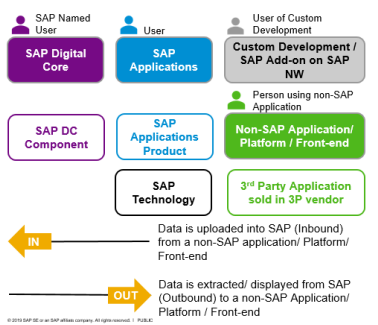 SAP Named
User
User
User of Custom
Development
SAP Digital
Core
SAP
Applications
Custom Development /
SAP Add-on on SAP
NW
Person using non-SAP
Application
SAP DC
Component
SAP
Applications
Product
Non-SAP Application/
Platform / Front-end
SAP
Technology
3rd Party Application
sold in 3P vendor
IN
Data is uploaded into SAP (Inbound)
from a non-SAP application/ Platform/
Front-end
OUT
Data is extracted/ displayed from SAP
(Outbound) to a non-SAP Application/
Platform / Front-end
© 2019 SAP SE or an SAP affiliate company. All rights reserved. | PUBLIC